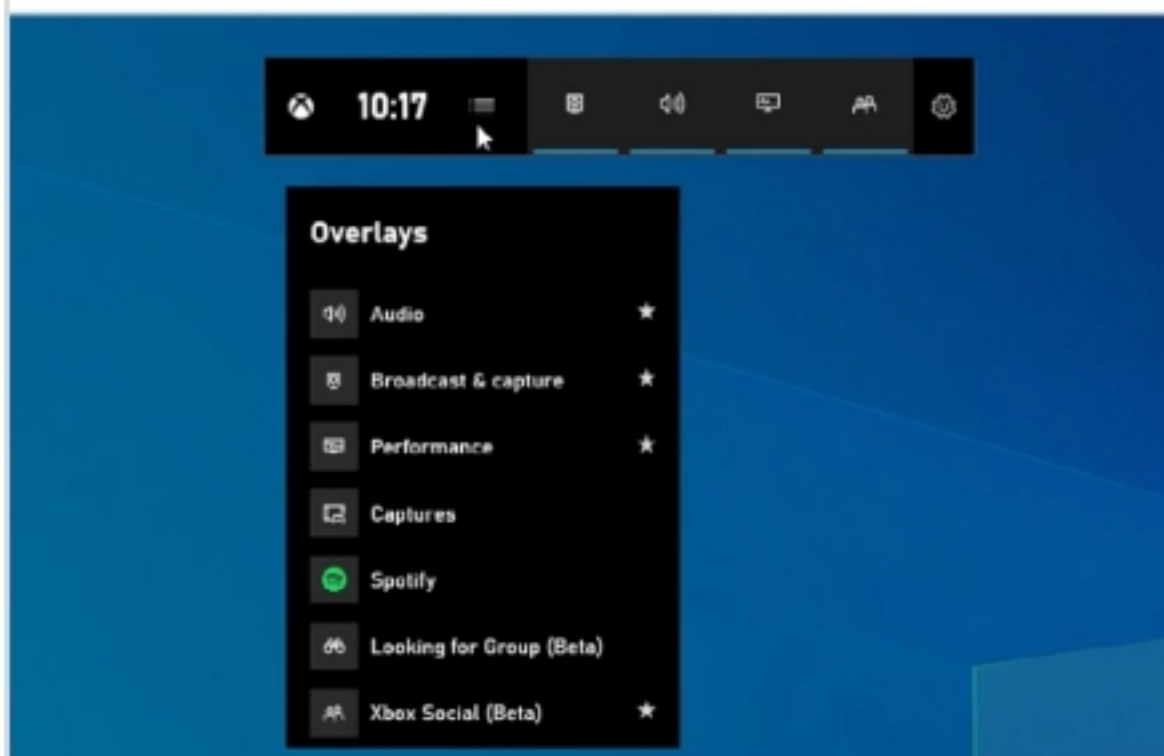 10:17
Overlays
Audio
Broadcast & capture
Performance
Captures
Spotify
Looking for Group (Beta)
Xbox Social (Beta)